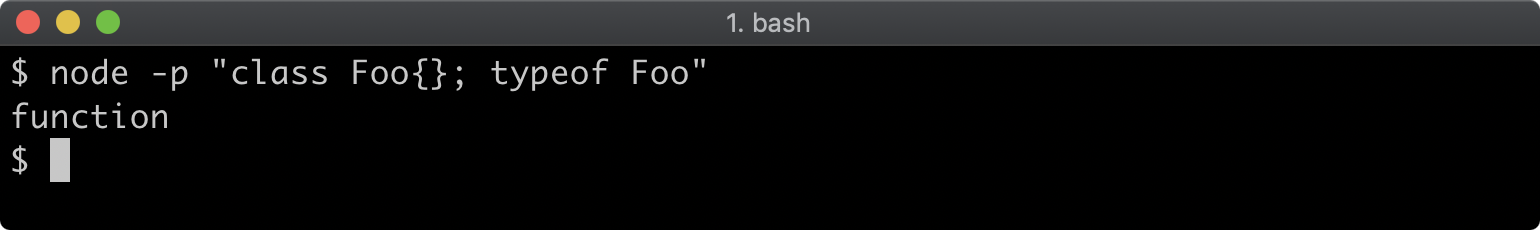 1. bash
$ node -p "class Foo{}; typeof Foo"
function
$